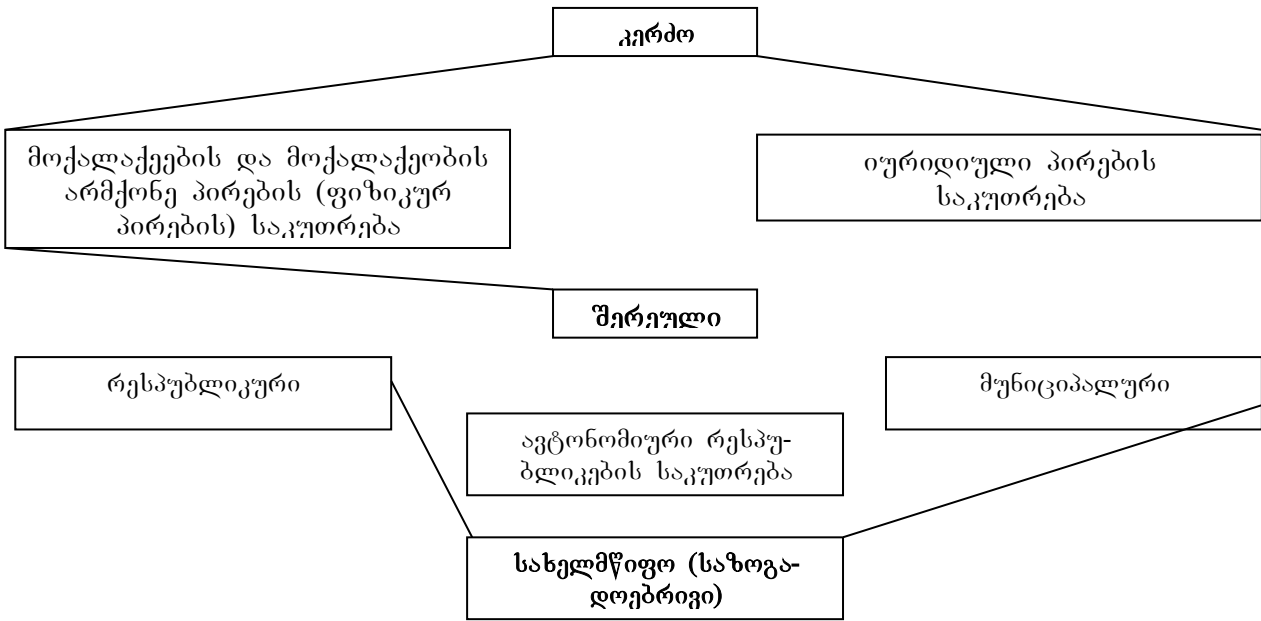 კერძო
მოქალაქეების და მოქალაქეობის
არმქონე პირების (ფიზიკურ
პირების) საკუთრება
იურიდიული პირების
საკუთრება
შერეული
რესპუბლიკური
მუნიციპალური
ავტონომიური რესპუ-
ბლიკების საკუთრება
სახელმწიფო (საზოგა-
დოებრივი)